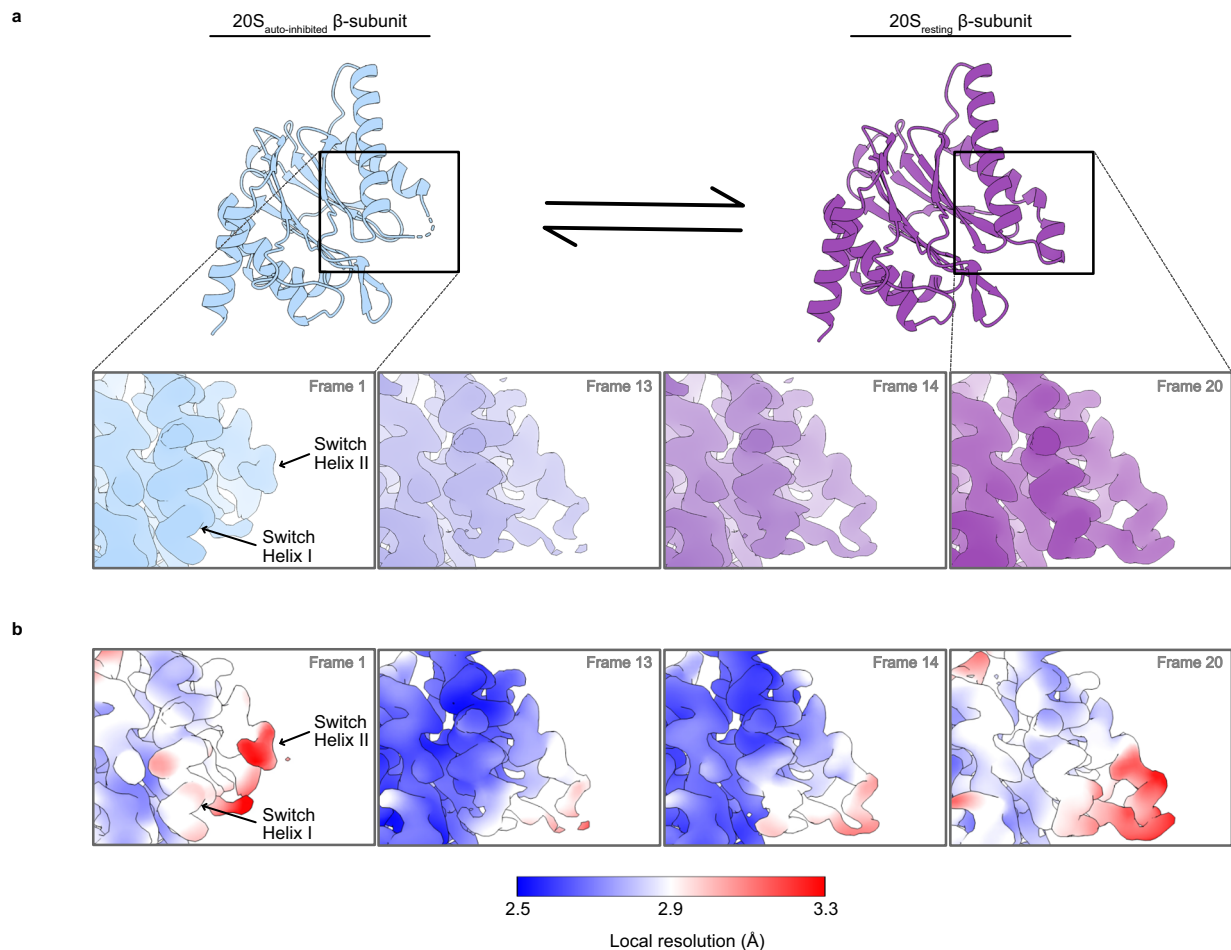 a
20Sauto-inhibited β-subunit
20Sresting β-subunit
Frame 1
Frame 13
Frame 14
Frame 20
Switch
Helix II
Switch
Helix I
b
Frame 1
Frame 13
Frame 14
Frame 20
Switch
Helix II
Switch
Helix I
2.5
2.9
3.3
Local resolution (Å)